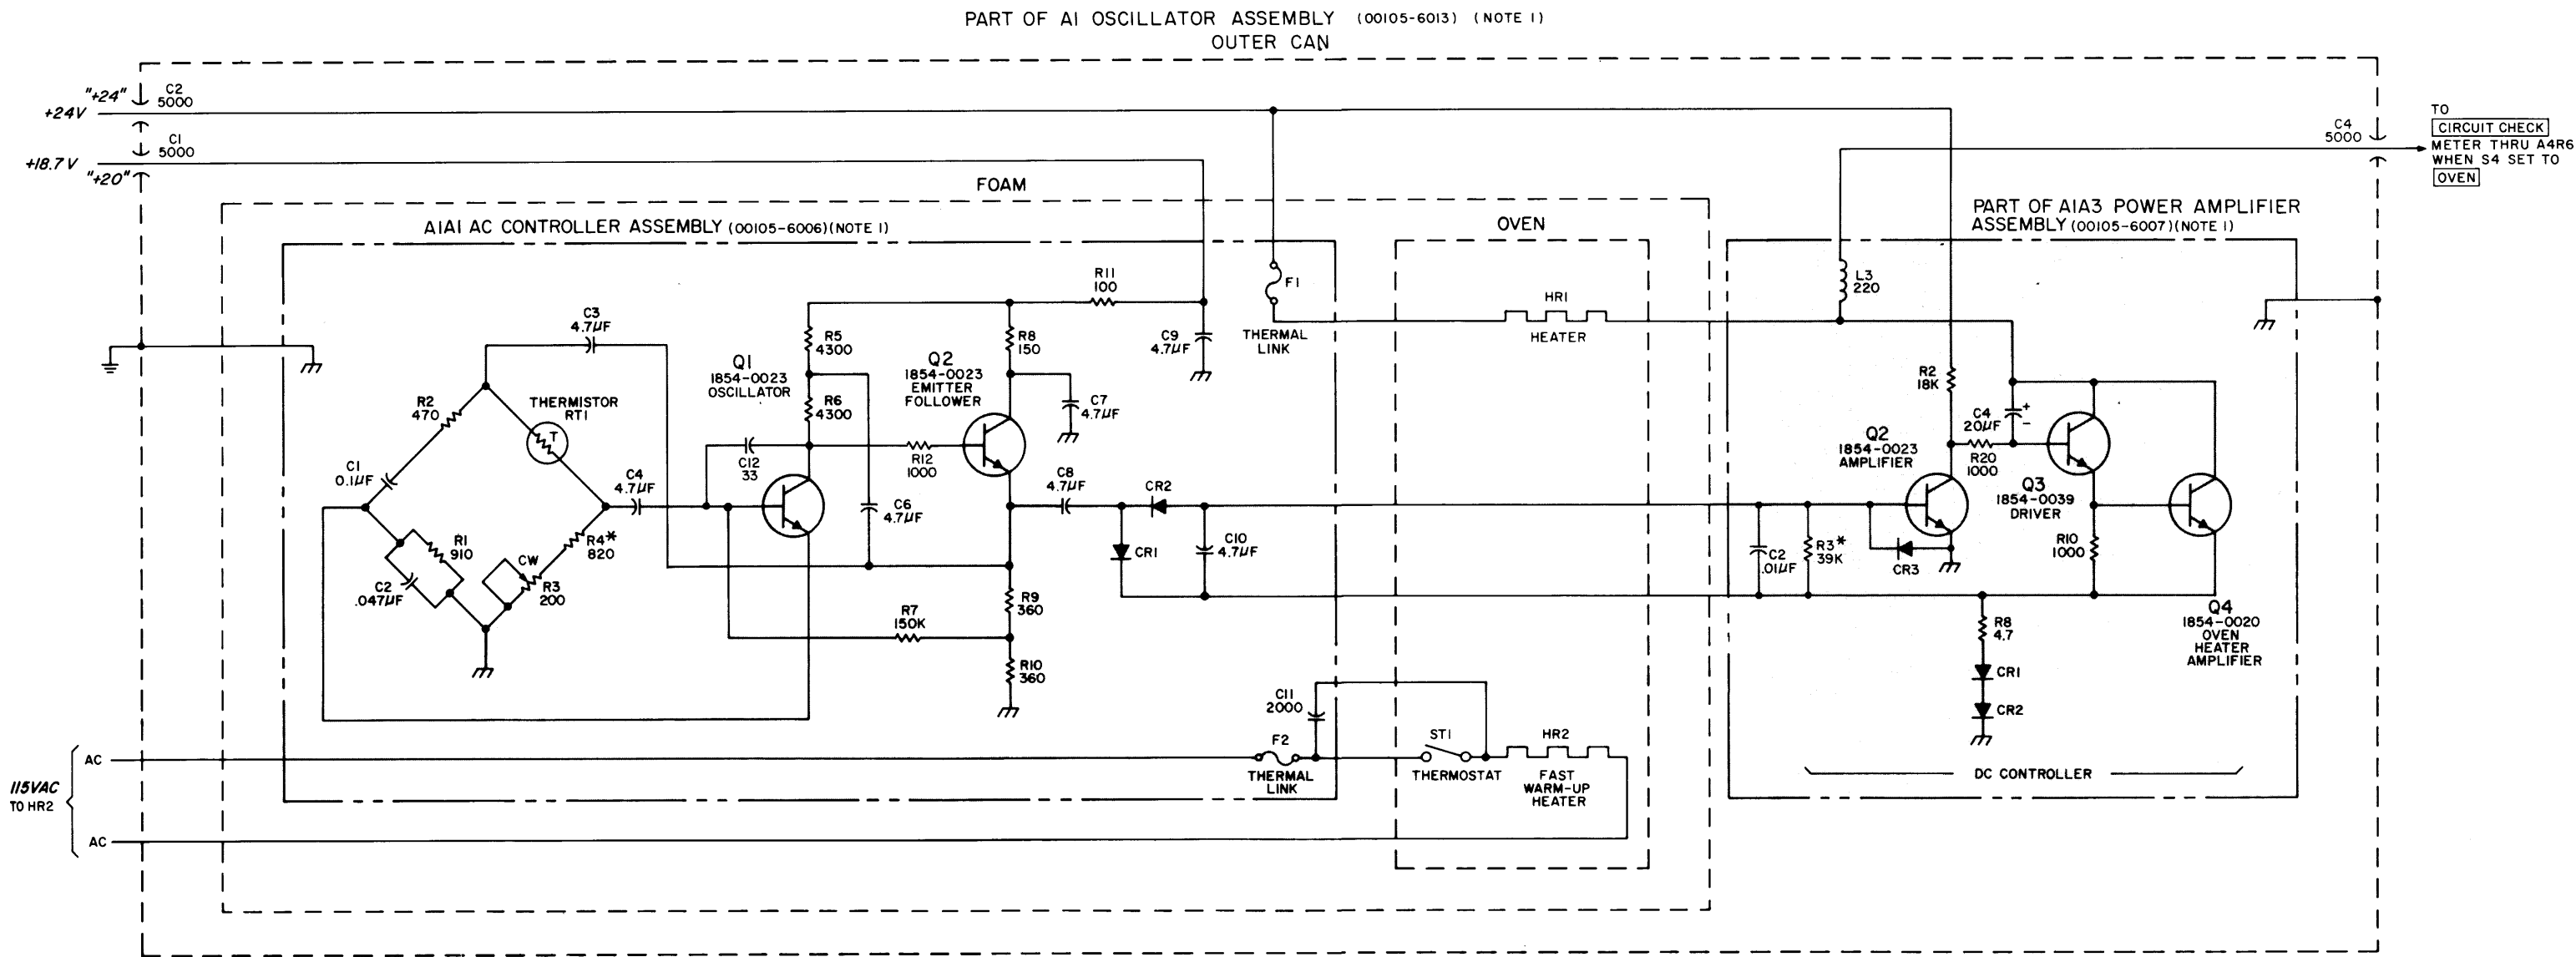 PART OF A1 OSCILLATOR ASSEMBLY (00105-6013) (NOTE 1)
OUTER CAN
"+24"
C2
5000
+24V
C1
5000
+18.7V
"+20"
C4
5000
TO
CIRCUIT CHECK
METER THRU A4R6
WHEN S4 SET TO
OVEN
FOAM
A1A1 AC CONTROLLER ASSEMBLY (00105-6006)(NOTE 1)
OVEN
PART OF A1A3 POWER AMPLIFIER
ASSEMBLY (00105-6007)(NOTE 1)
R11
100
F1
THERMAL
LINK
HR1
HEATER
L3
220
C3
4.7µF
R5
4300
R8
150
C9
4.7µF
Q1
1854-0023
OSCILLATOR
Q2
1854-0023
EMITTER
FOLLOWER
R6
4300
C7
4.7µF
R2
470
THERMISTOR
RT1
T
C12
33
R12
1000
C1
0.1µF
C4
4.7µF
C6
4.7µF
C8
4.7µF
CR2
CR1
C10
4.7µF
R1
910
C2
.047µF
CW
R4*
820
R3
200
R7
150K
R9
360
R10
360
R2
18K
C4
20µF
+
−
R20
1000
Q2
1854-0023
AMPLIFIER
Q3
1854-0039
DRIVER
C2
.01µF
R3*
39K
CR3
R10
1000
Q4
1854-0020
OVEN
HEATER
AMPLIFIER
R8
4.7
CR1
CR2
DC CONTROLLER
C11
2000
F2
THERMAL
LINK
ST1
THERMOSTAT
HR2
FAST
WARM-UP
HEATER
AC
115VAC
TO HR2
AC